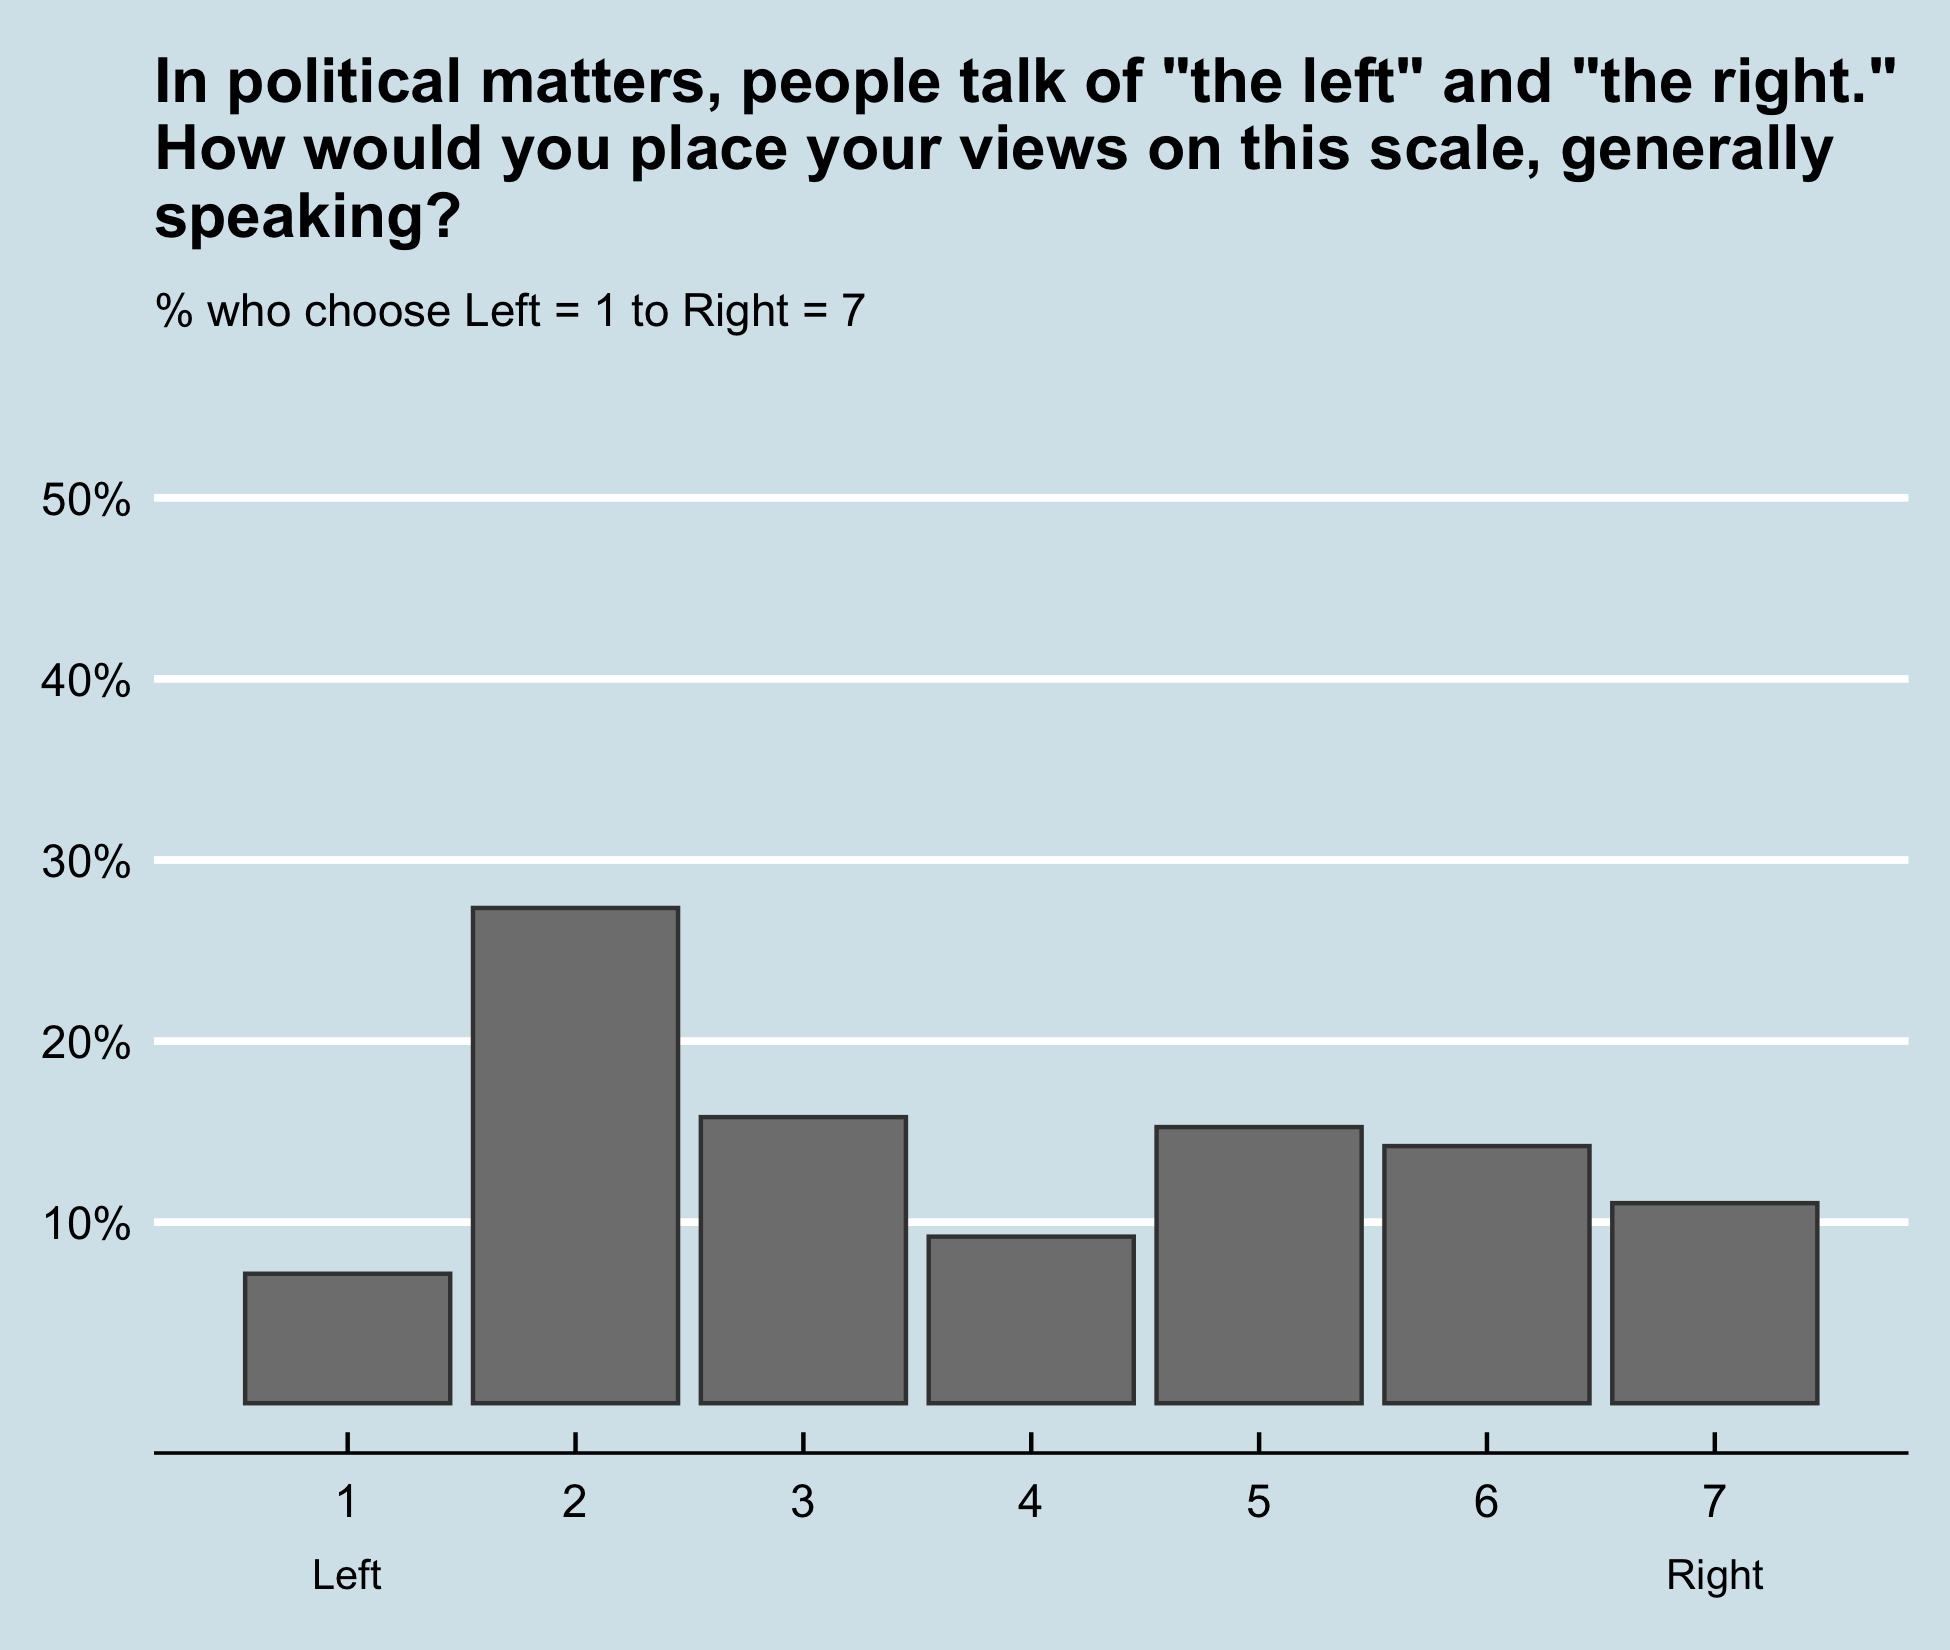 In political matters, people talk of "the left" and "the right."
How would you place your views on this scale, generally
speaking?
% who choose Left = 1 to Right = 7
50%
40%
30%
20%
10%
1 2 3 4 5 6 7
Left Right